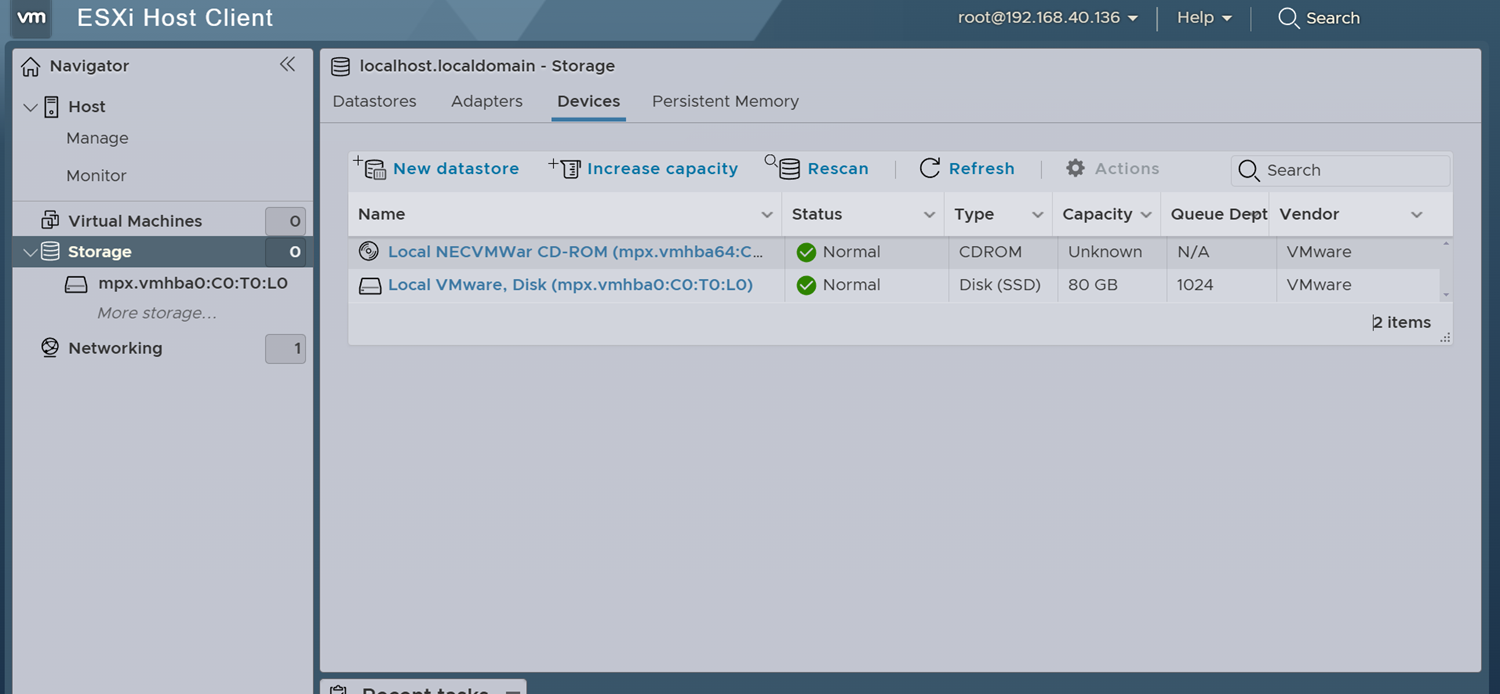 vm ESXi Host Client root@192.168.40.136 Help Search
Navigator
Host
Manage
Monitor
Virtual Machines 0
Storage 0
mpx.vmhba0:C0:T0:L0
More storage...
Networking 1
localhost.localdomain - Storage
Datastores Adapters Devices Persistent Memory
New datastore Increase capacity Rescan Refresh Actions Search
Name Status Type Capacity Queue Dept Vendor
Local NECVMWar CD-ROM (mpx.vmhba64:C... Normal CDROM Unknown N/A VMware
Local VMware, Disk (mpx.vmhba0:C0:T0:L0) Normal Disk (SSD) 80 GB 1024 VMware
2 items
Recent tasks